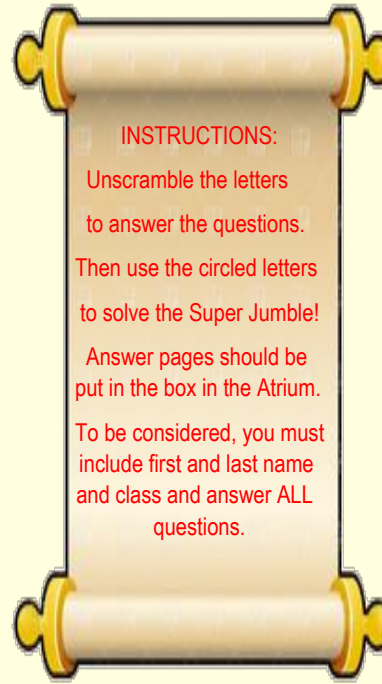 INSTRUCTIONS:
Unscramble the letters
to answer the questions.
Then use the circled letters
to solve the Super Jumble!
Answer pages should be
put in the box in the Atrium.
To be considered, you must
include first and last name
and class and answer ALL
questions.